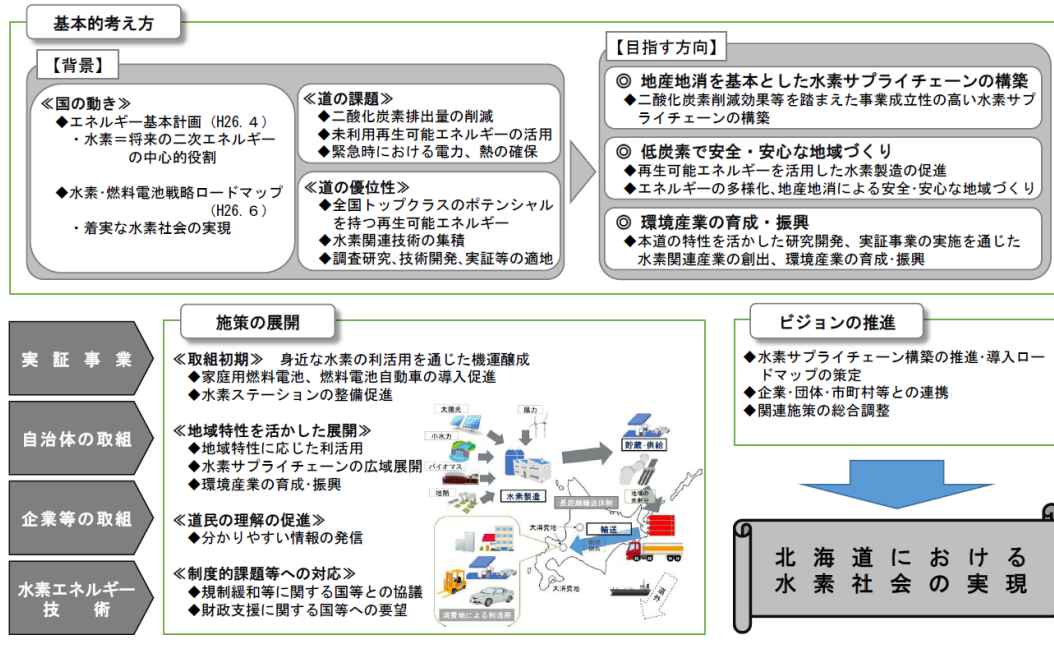 基本的考え方
【背景】
≪国の動き≫
◆エネルギー基本計画（H26.4）
・水素＝将来の二次エネルギー
の中心的役割
◆水素・燃料電池戦略ロードマップ
（H26.6）
・着実な水素社会の実現
≪道の課題≫
◆二酸化炭素排出量の削減
◆未利用再生可能エネルギーの活用
◆緊急時における電力、熱の確保
≪道の優位性≫
◆全国トップクラスのポテンシャル
を持つ再生可能エネルギー
◆水素関連技術の集積
◆調査研究、技術開発、実証等の適地
【目指す方向】
◎ 地産地消を基本とした水素サプライチェーンの構築
◆二酸化炭素削減効果等を踏まえた事業成立性の高い水素サプ
ライチェーンの構築
◎ 低炭素で安全・安心な地域づくり
◆再生可能エネルギーを活用した水素製造の促進
◆エネルギーの多様化、地産地消による安全・安心な地域づくり
◎ 環境産業の育成・振興
◆本道の特性を活かした研究開発、実証事業の実施を通じた
水素関連産業の創出、環境産業の育成・振興
実証事業
自治体の取組
企業等の取組
水素エネルギー
技術
施策の展開
≪取組初期≫ 身近な水素の利活用を通じた機運醸成
◆家庭用燃料電池、燃料電池自動車の導入促進
◆水素ステーションの整備促進
≪地域特性を活かした展開≫
◆地域特性に応じた利活用
◆水素サプライチェーンの広域展開
◆環境産業の育成・振興
≪道民の理解の促進≫
◆分かりやすい情報の発信
≪制度的課題等への対応≫
◆規制緩和等に関する国等との協議
◆財政支援に関する国等への要望
太陽光
風力
小水力
バイオマス
地熱
水素製造
貯蔵・供給
長距離輸送体制
地域の
大消費地
輸送
大消費地
道外
消費地による利活用
ビジョンの推進
◆水素サプライチェーン構築の推進・導入ロー
ドマップの策定
◆企業・団体・市町村等との連携
◆関連施策の総合調整
北海道における
水素社会の実現